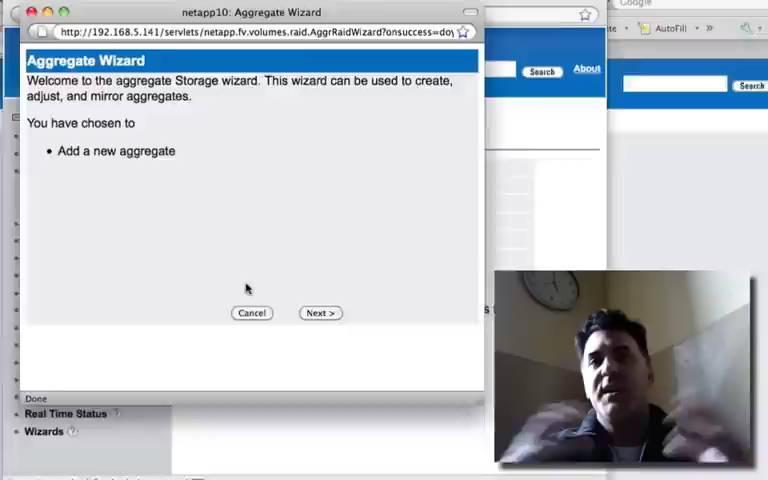 netapp10: Aggregate Wizard
http://192.168.5.141/servlets/netapp.fv.volumes.raid.AggrRaidWizard?onsuccess=do
Google
AutoFill
Search
About
Search
Aggregate Wizard
Welcome to the aggregate Storage wizard. This wizard can be used to create,
adjust, and mirror aggregates.
You have chosen to
• Add a new aggregate
Cancel
Next >
Done
Real Time Status ?
Wizards ?